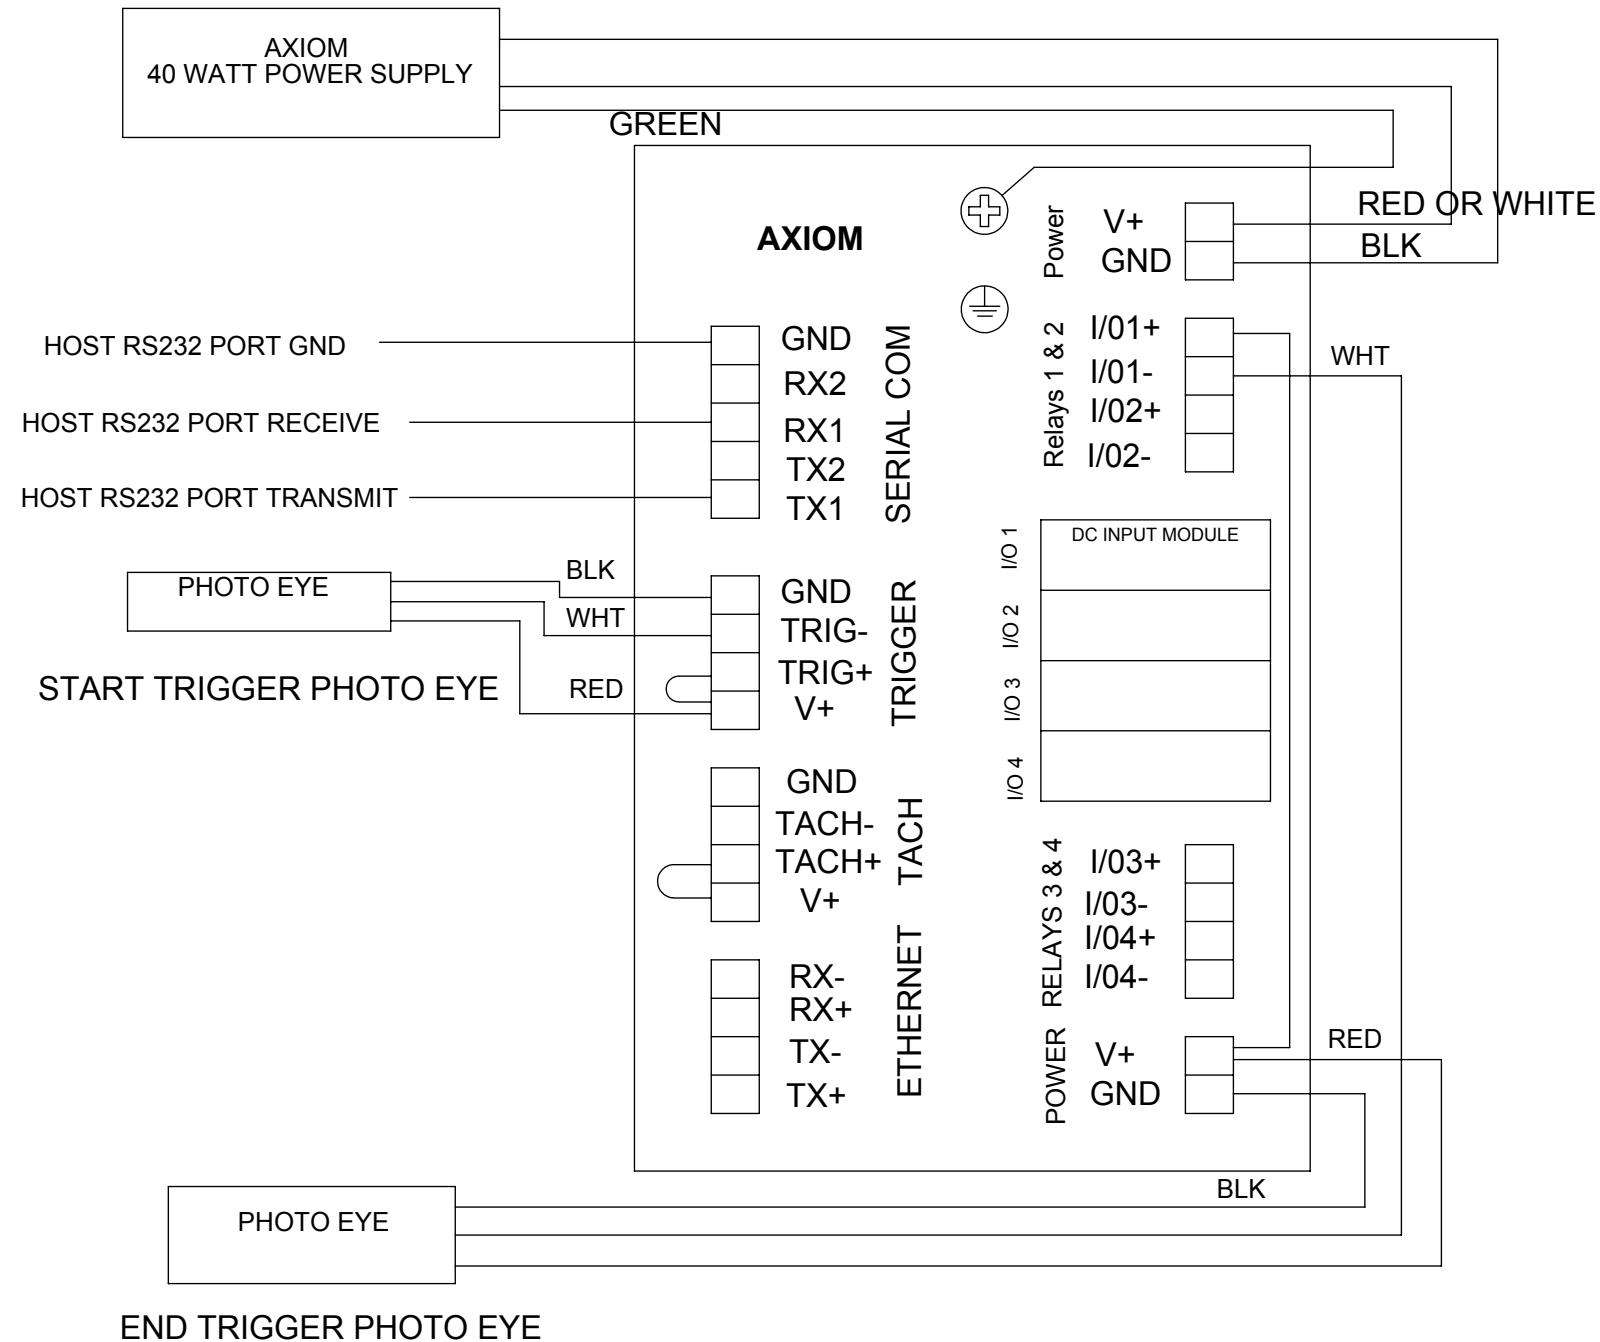 AXIOM
40 WATT POWER SUPPLY
GREEN
RED OR WHITE
BLK
AXIOM
Power
V+
GND
HOST RS232 PORT GND
HOST RS232 PORT RECEIVE
HOST RS232 PORT TRANSMIT
GND
RX2
RX1
TX2
TX1
SERIAL COM
Relays 1 & 2
I/01+
I/01-
I/02+
I/02-
WHT
PHOTO EYE
START TRIGGER PHOTO EYE
BLK
WHT
RED
GND
TRIG-
TRIG+
V+
TRIGGER
I/O 1
DC INPUT MODULE
I/O 2
I/O 3
I/O 4
GND
TACH-
TACH+
V+
TACH
RELAYS 3 & 4
I/03+
I/03-
I/04+
I/04-
RX-
RX+
TX-
TX+
ETHERNET
POWER
V+
GND
RED
BLK
PHOTO EYE
END TRIGGER PHOTO EYE